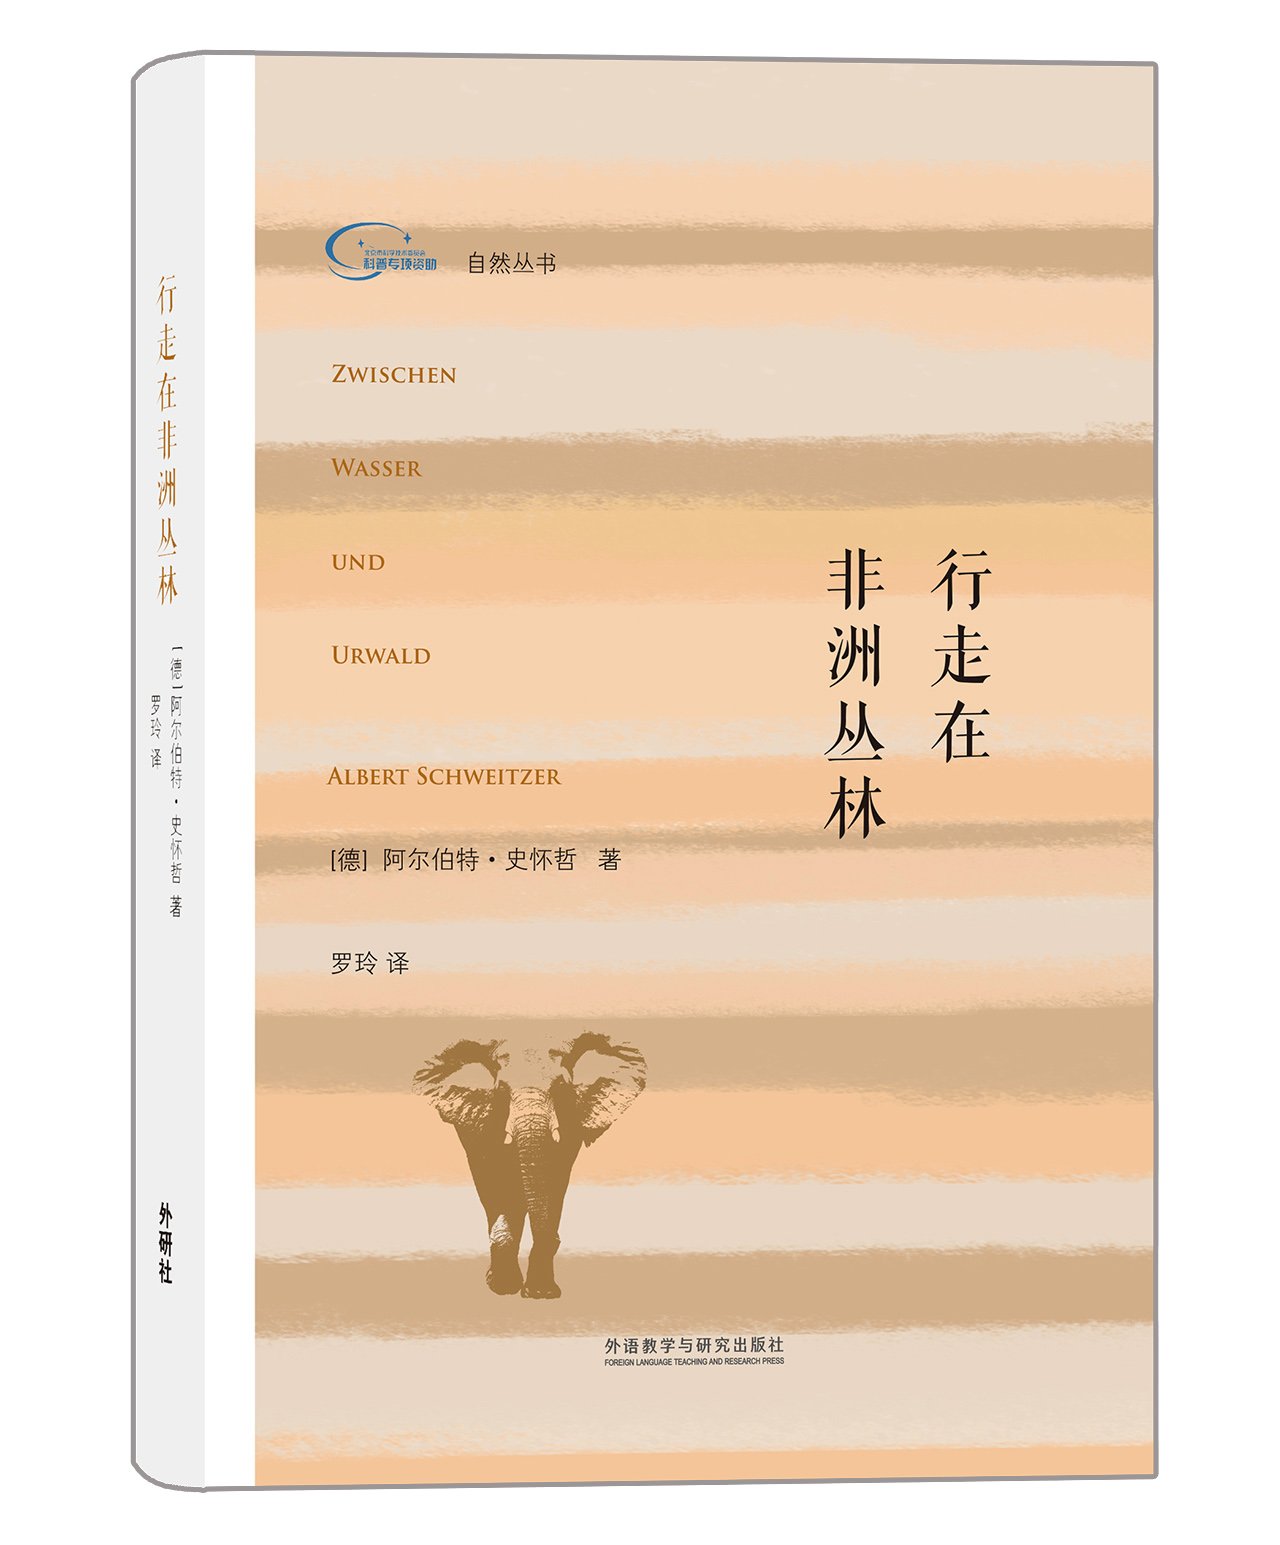 行走在非洲丛林
[德]阿尔伯特·史怀哲 著
罗玲 译
外研社
北京市科学技术委员会
科普专项资助
自然丛书
ZWISCHEN
WASSER
UND
URWALD
ALBERT SCHWEITZER
[德] 阿尔伯特·史怀哲 著
罗玲 译
行走在
非洲丛林
外语教学与研究出版社
FOREIGN LANGUAGE TEACHING AND RESEARCH PRESS